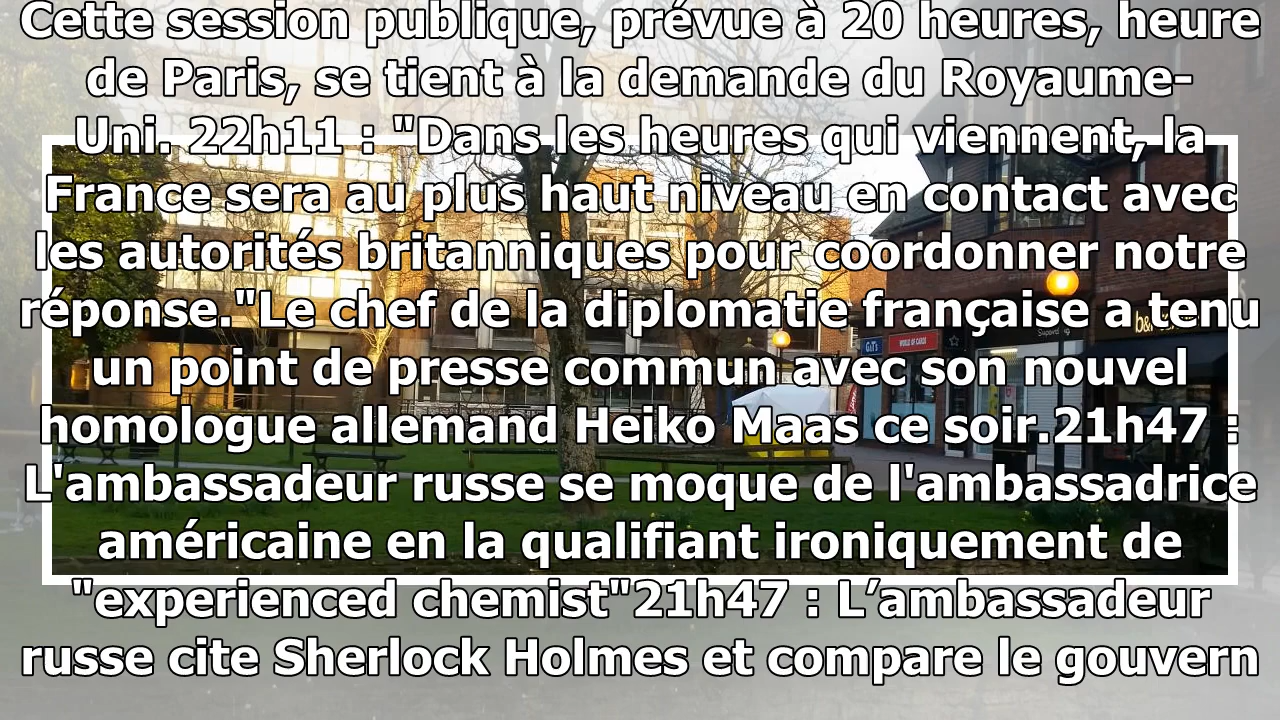 Cette session publique, prévue à 20 heures, heure
de Paris, se tient à la demande du Royaume-
Uni. 22h11 : "Dans les heures qui viennent, la
France sera au plus haut niveau en contact avec
les autorités britanniques pour coordonner notre
réponse."Le chef de la diplomatie française a tenu
un point de presse commun avec son nouvel
homologue allemand Heiko Maas ce soir.21h47 :
L'ambassadeur russe se moque de l'ambassadrice
américaine en la qualifiant ironiquement de
"experienced chemist"21h47 : L’ambassadeur
russe cite Sherlock Holmes et compare le gouvern
G&T's
WORLD OF CARDS